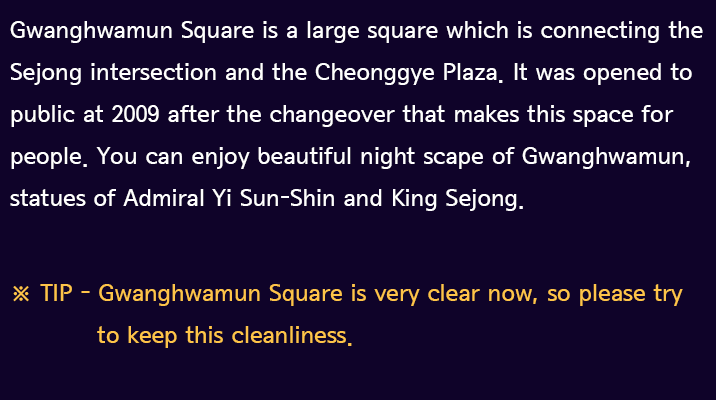 Gwanghwamun Square is a large square which is connecting the
Sejong intersection and the Cheonggye Plaza. It was opened to
public at 2009 after the changeover that makes this space for
people. You can enjoy beautiful night scape of Gwanghwamun,
statues of Admiral Yi Sun-Shin and King Sejong.
※ TIP - Gwanghwamun Square is very clear now, so please try
to keep this cleanliness.